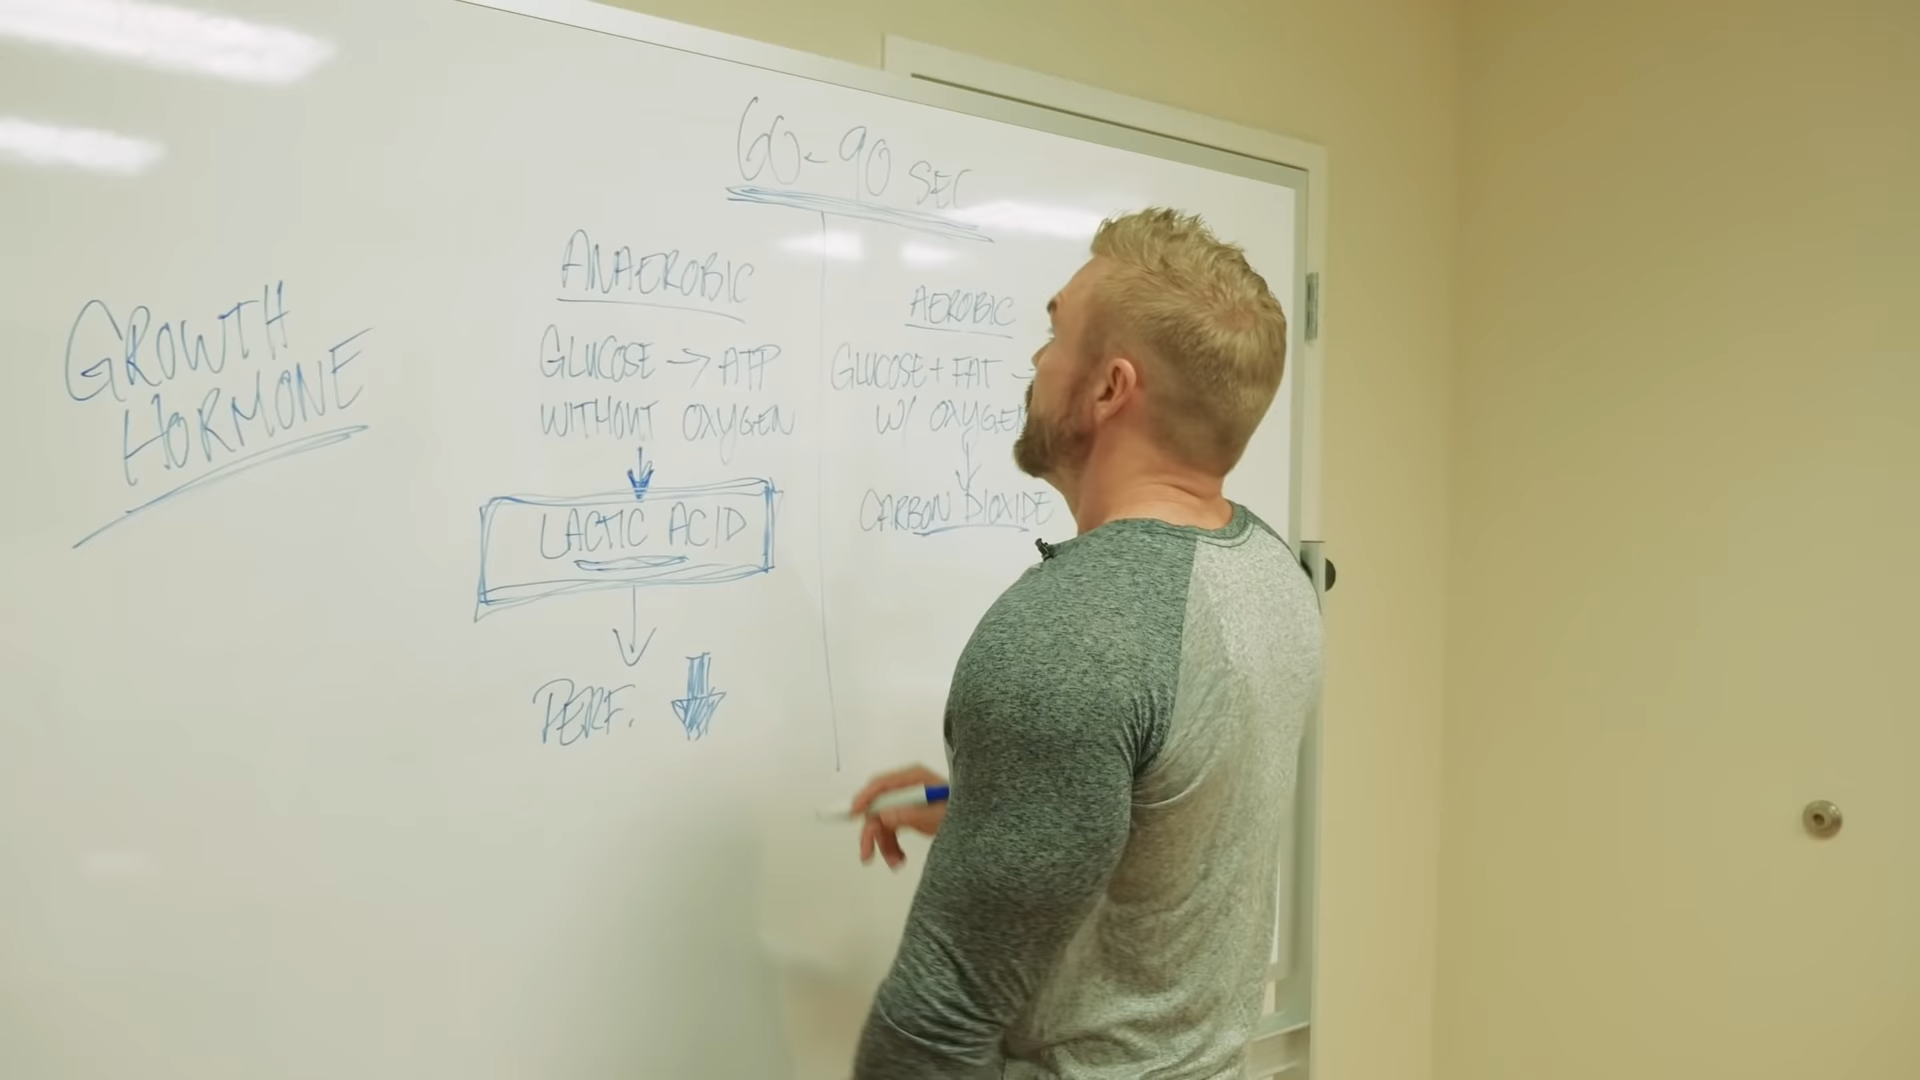 60-90 SEC
GROWTH
HORMONE
ANAEROBIC
GLUCOSE → ATP
WITHOUT OXYGEN
LACTIC ACID
PERF.
AEROBIC
GLUCOSE + FAT →
W/ OXYGEN
CARBON DIOXIDE